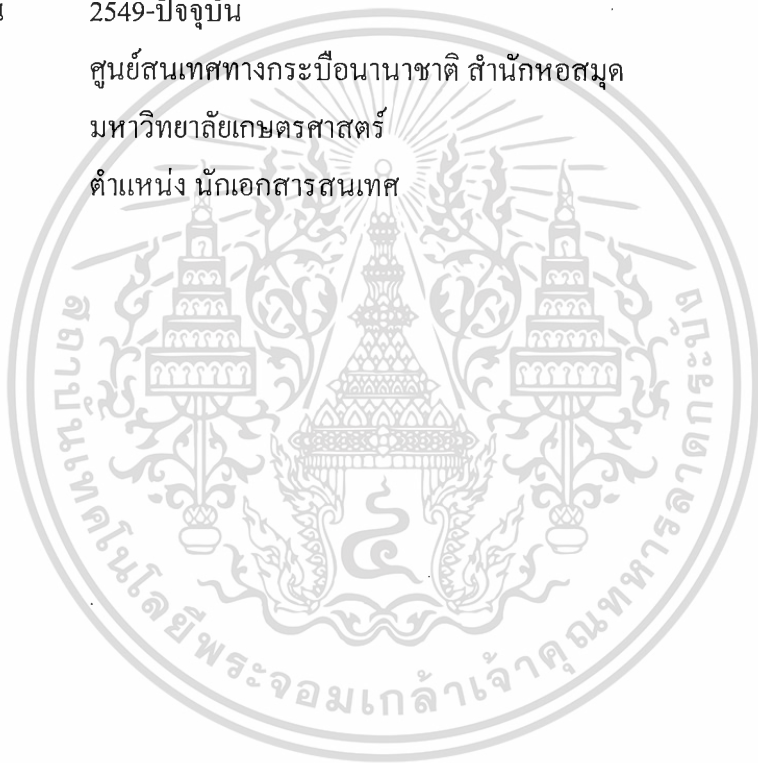 น 2549-ปัจจุบัน
ศูนย์สนเทศทางกระบือนานาชาติ สำนักหอสมุด
มหาวิทยาลัยเกษตรศาสตร์
ตำแหน่ง นักเอกสารสนเทศ
สถาบันเทคโนโลยีพระจอมเกล้าเจ้าคุณทหารลาดกระบัง
๔